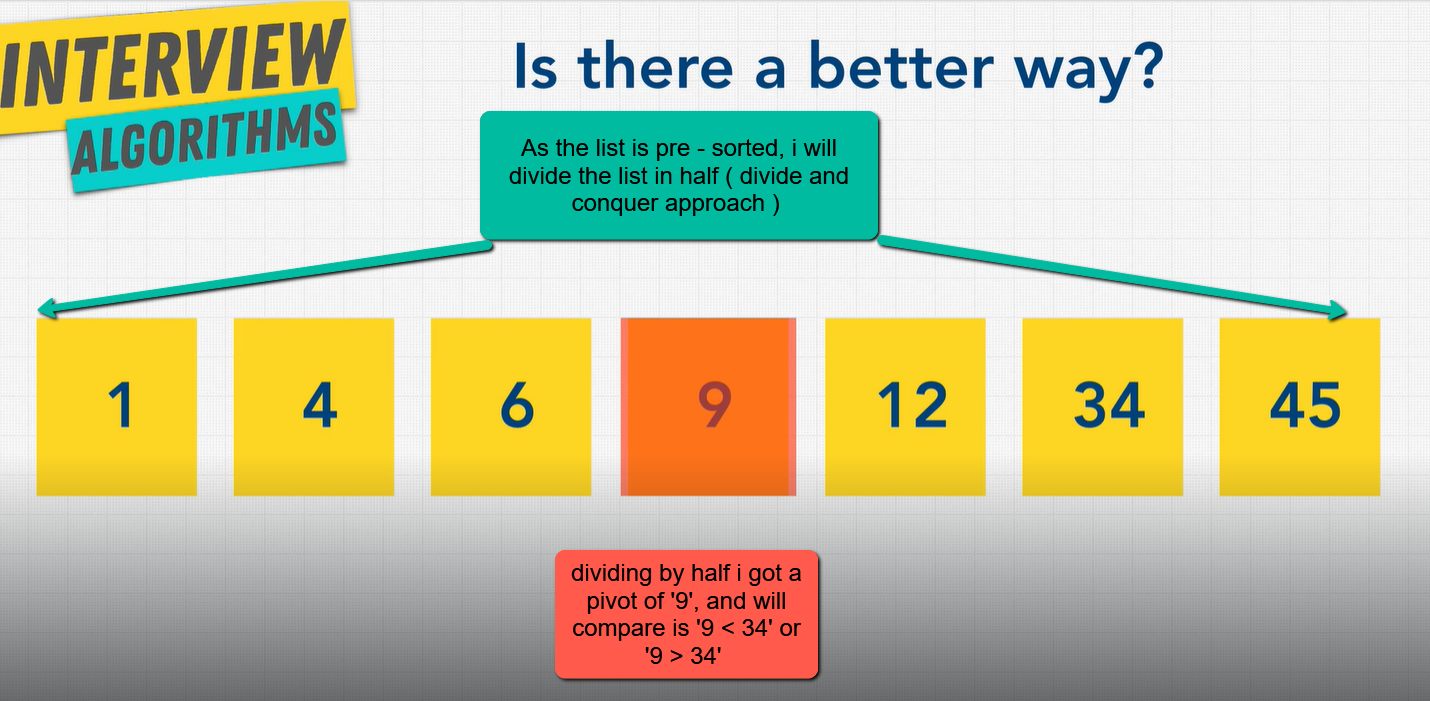 INTERVIEW
ALGORITHMS
Is there a better way?
As the list is pre - sorted, i will
divide the list in half ( divide and
conquer approach )
1 4 6 9 12 34 45
dividing by half i got a
pivot of '9', and will
compare is '9 < 34' or
'9 > 34'